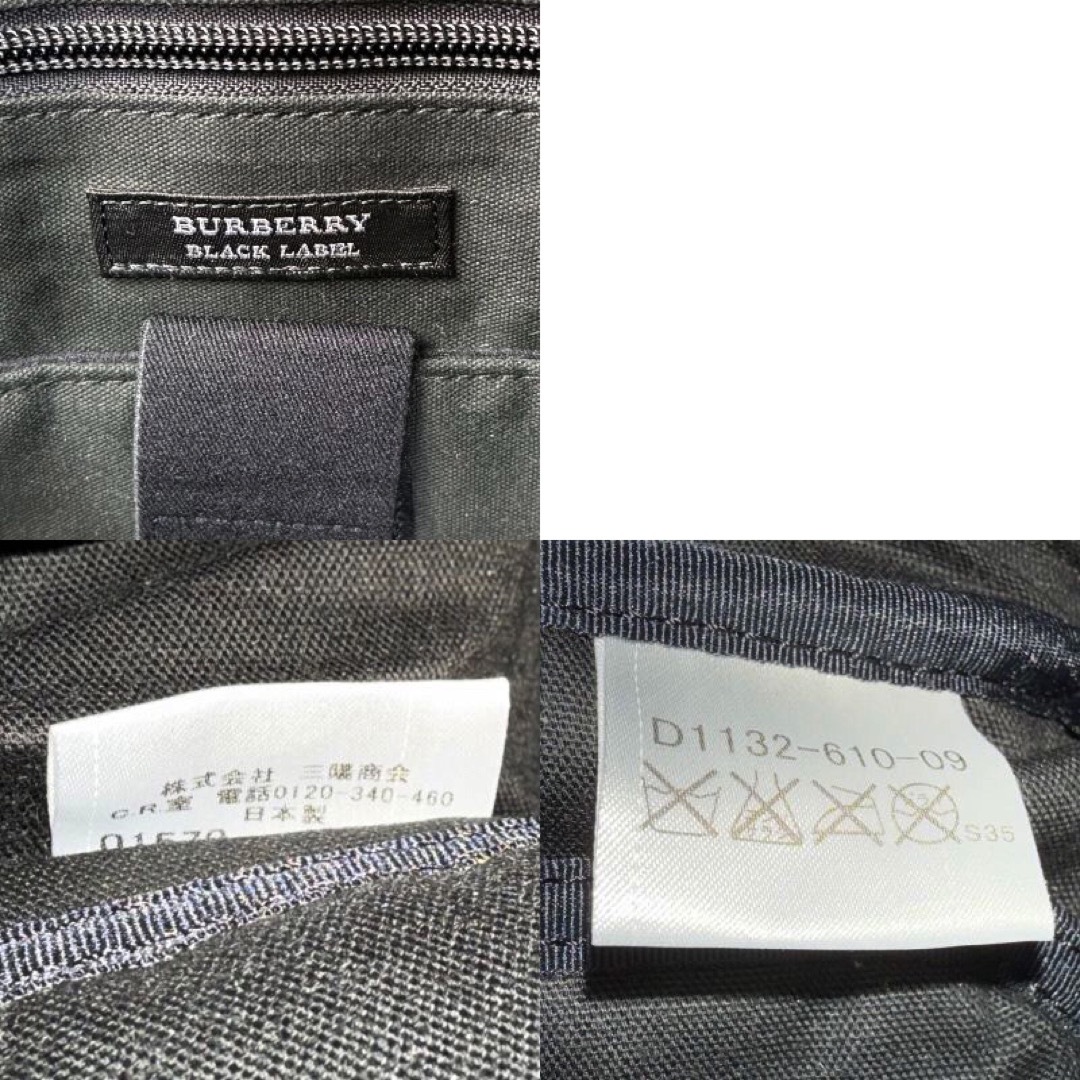 BURBERRY
BLACK LABEL
株式会社 三陽商会
C.R.室 電話0120-340-460
日本製
01570
D1132-610-09
S35